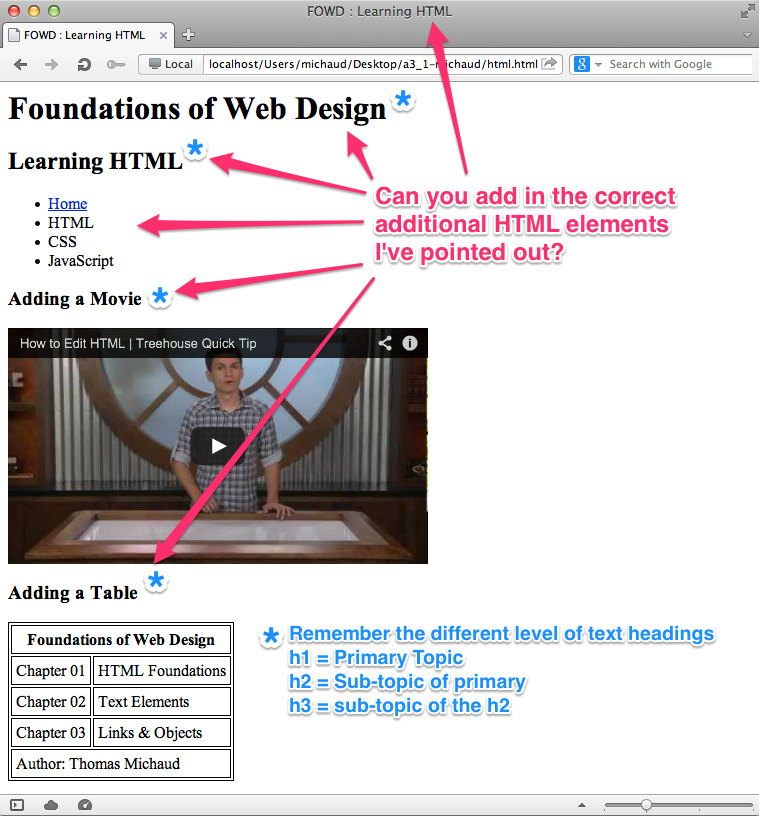 FOWD : Learning HTML
FOWD : Learning HTML
Local
localhost/Users/michaud/Desktop/a3_1-michaud/html.html
Search with Google
Foundations of Web Design *
Learning HTML *
Home
HTML
CSS
JavaScript
Can you add in the correct
additional HTML elements
I've pointed out?
Adding a Movie *
How to Edit HTML | Treehouse Quick Tip
Adding a Table *
Foundations of Web Design
Chapter 01 HTML Foundations
Chapter 02 Text Elements
Chapter 03 Links & Objects
Author: Thomas Michaud
* Remember the different level of text headings
h1 = Primary Topic
h2 = Sub-topic of primary
h3 = sub-topic of the h2